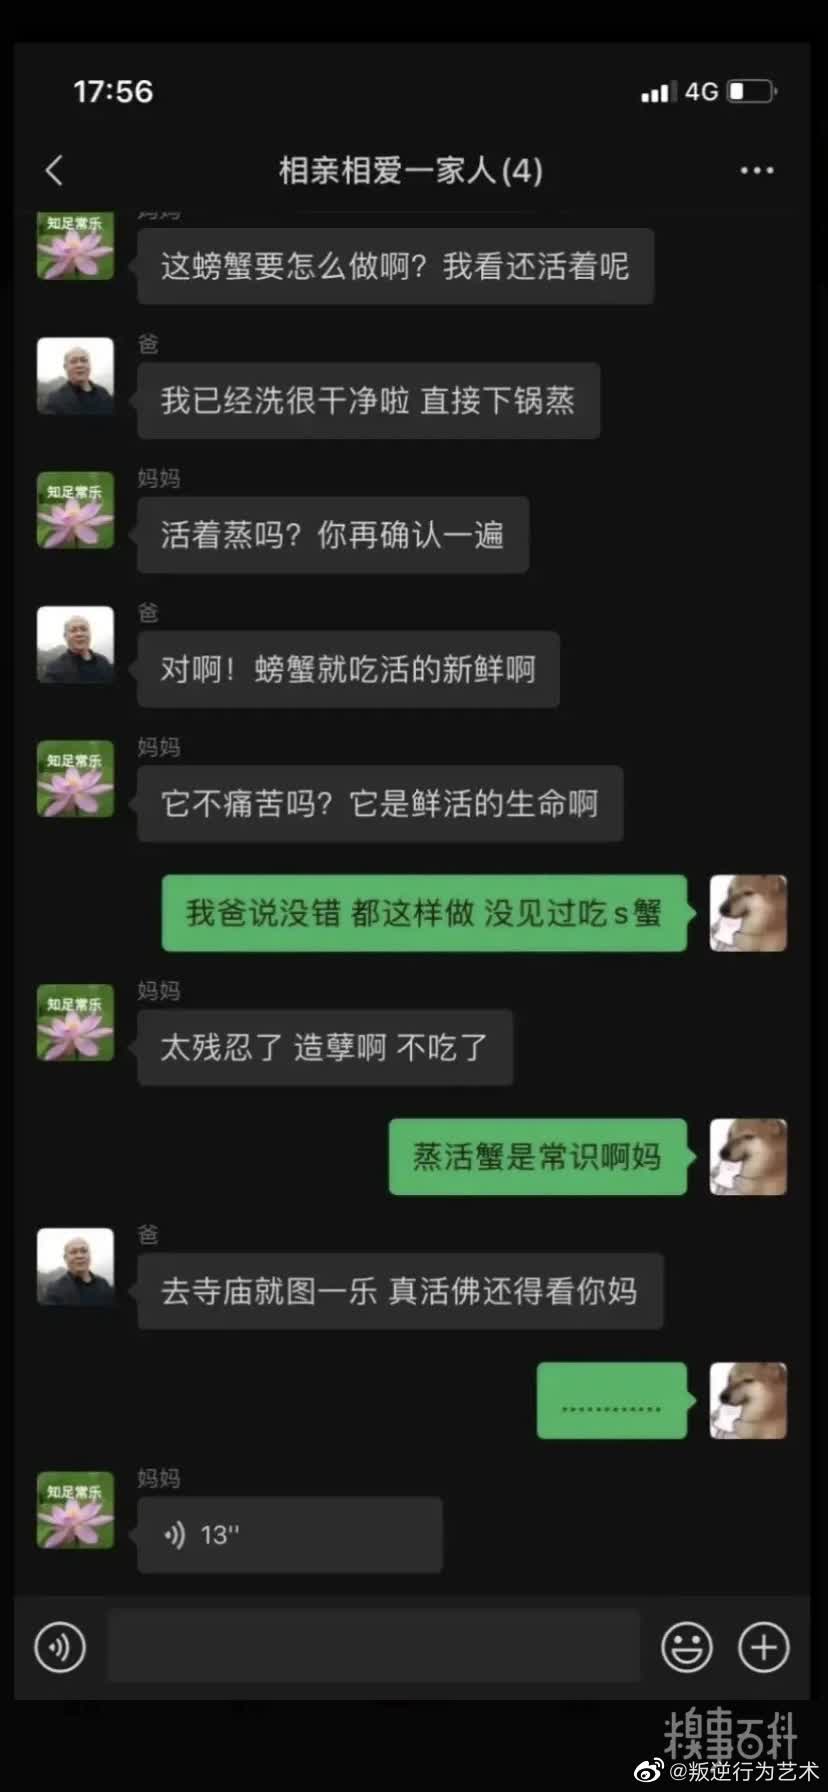 17:56
4G
相亲相爱一家人(4)
知足常乐
妈妈
这螃蟹要怎么做啊？我看还活着呢
爸
我已经洗很干净啦 直接下锅蒸
妈妈
知足常乐
活着蒸吗？你再确认一遍
爸
对啊！螃蟹就吃活的新鲜啊
妈妈
知足常乐
它不痛苦吗？它是鲜活的生命啊
我爸说没错 都这样做 没见过吃s蟹
妈妈
知足常乐
太残忍了 造孽啊 不吃了
蒸活蟹是常识啊妈
爸
去寺庙就图一乐 真活佛还得看你妈
............
妈妈
知足常乐
13''
糗事百科
@叛逆行为艺术